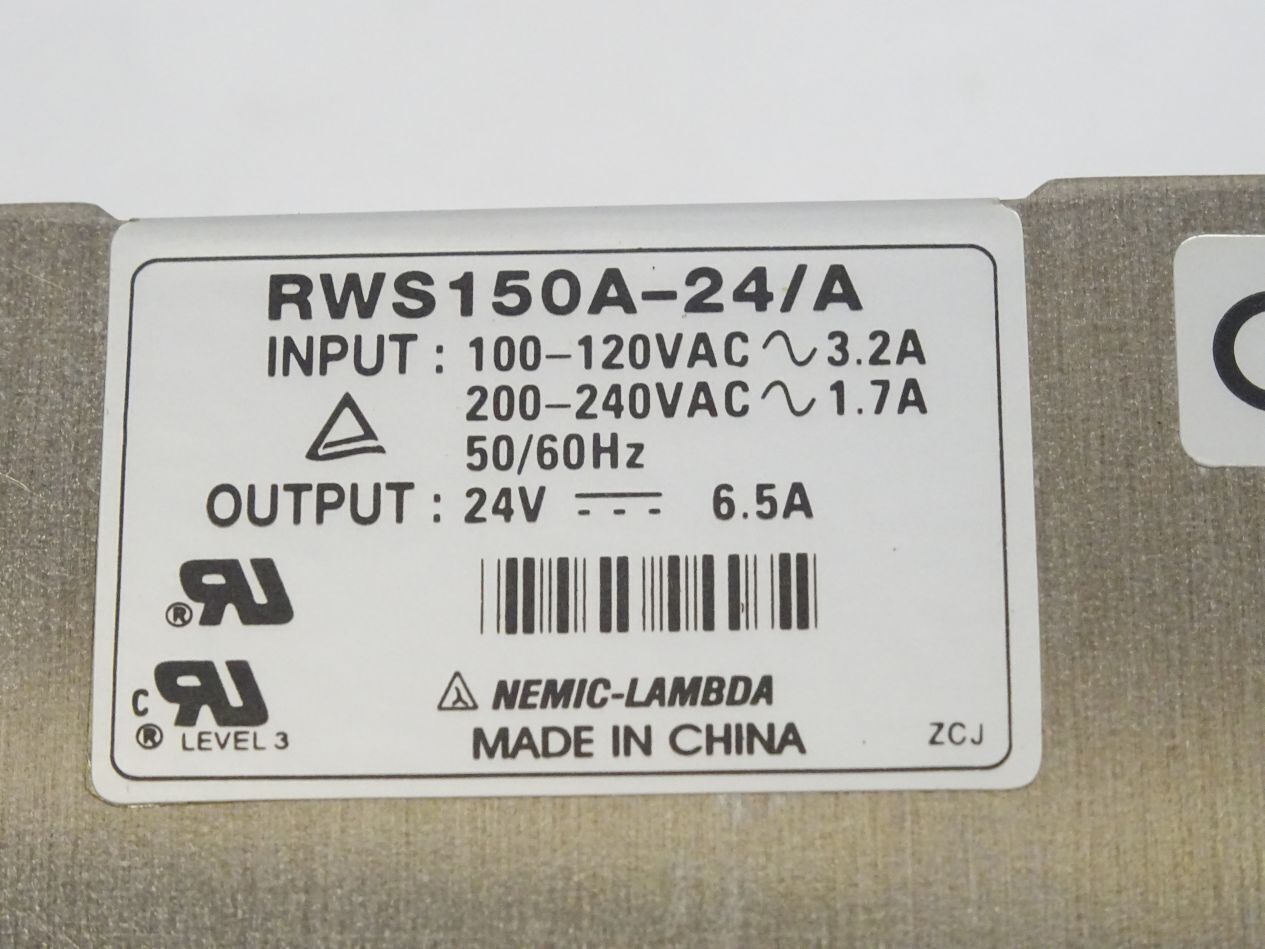 RWS150A-24/A
INPUT : 100-120VAC ∿ 3.2A
200-240VAC ∿ 1.7A
50/60Hz
OUTPUT : 24V ⎓ 6.5A
®
C
® LEVEL 3
NEMIC-LAMBDA
MADE IN CHINA
ZCJ